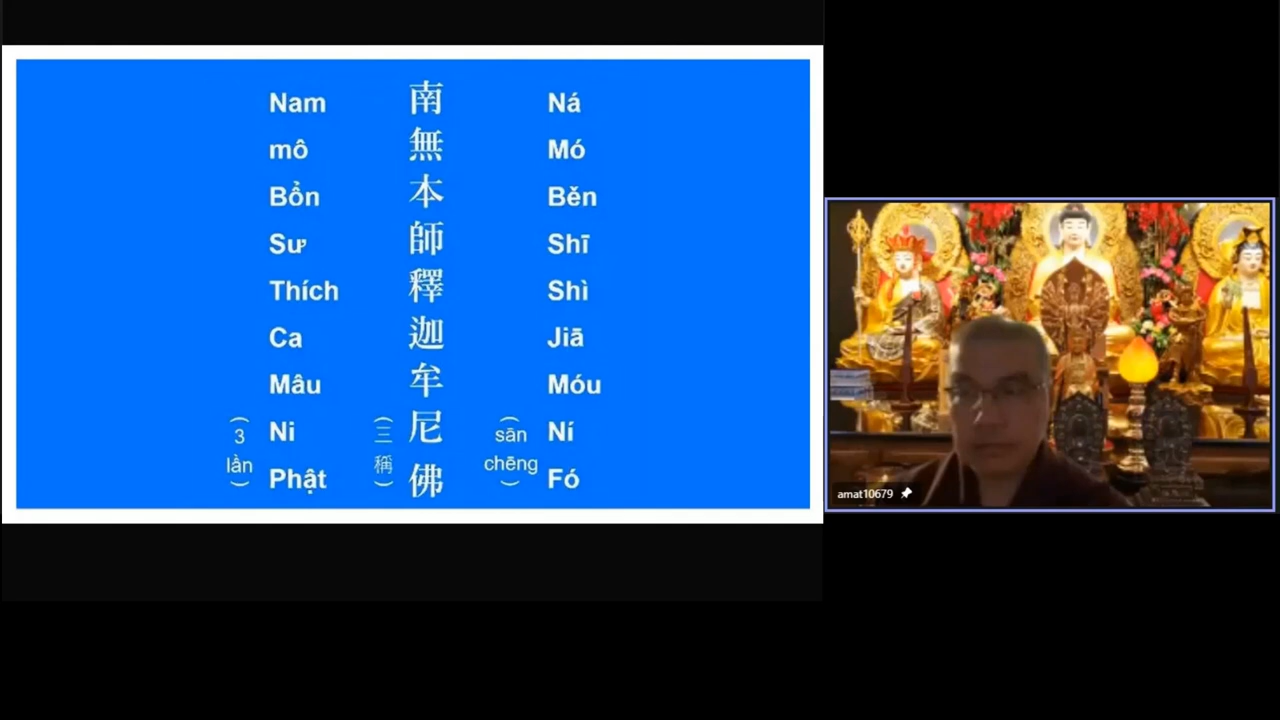 Nam 南 Ná
mô 無 Mó
Bổn 本 Běn
Sư 師 Shī
Thích 釋 Shì
Ca 迦 Jiā
Mâu 牟 Móu
Ni 尼 Ní
Phật 佛 Fó
(3 lần) (三稱) (sān chēng)
amat10679